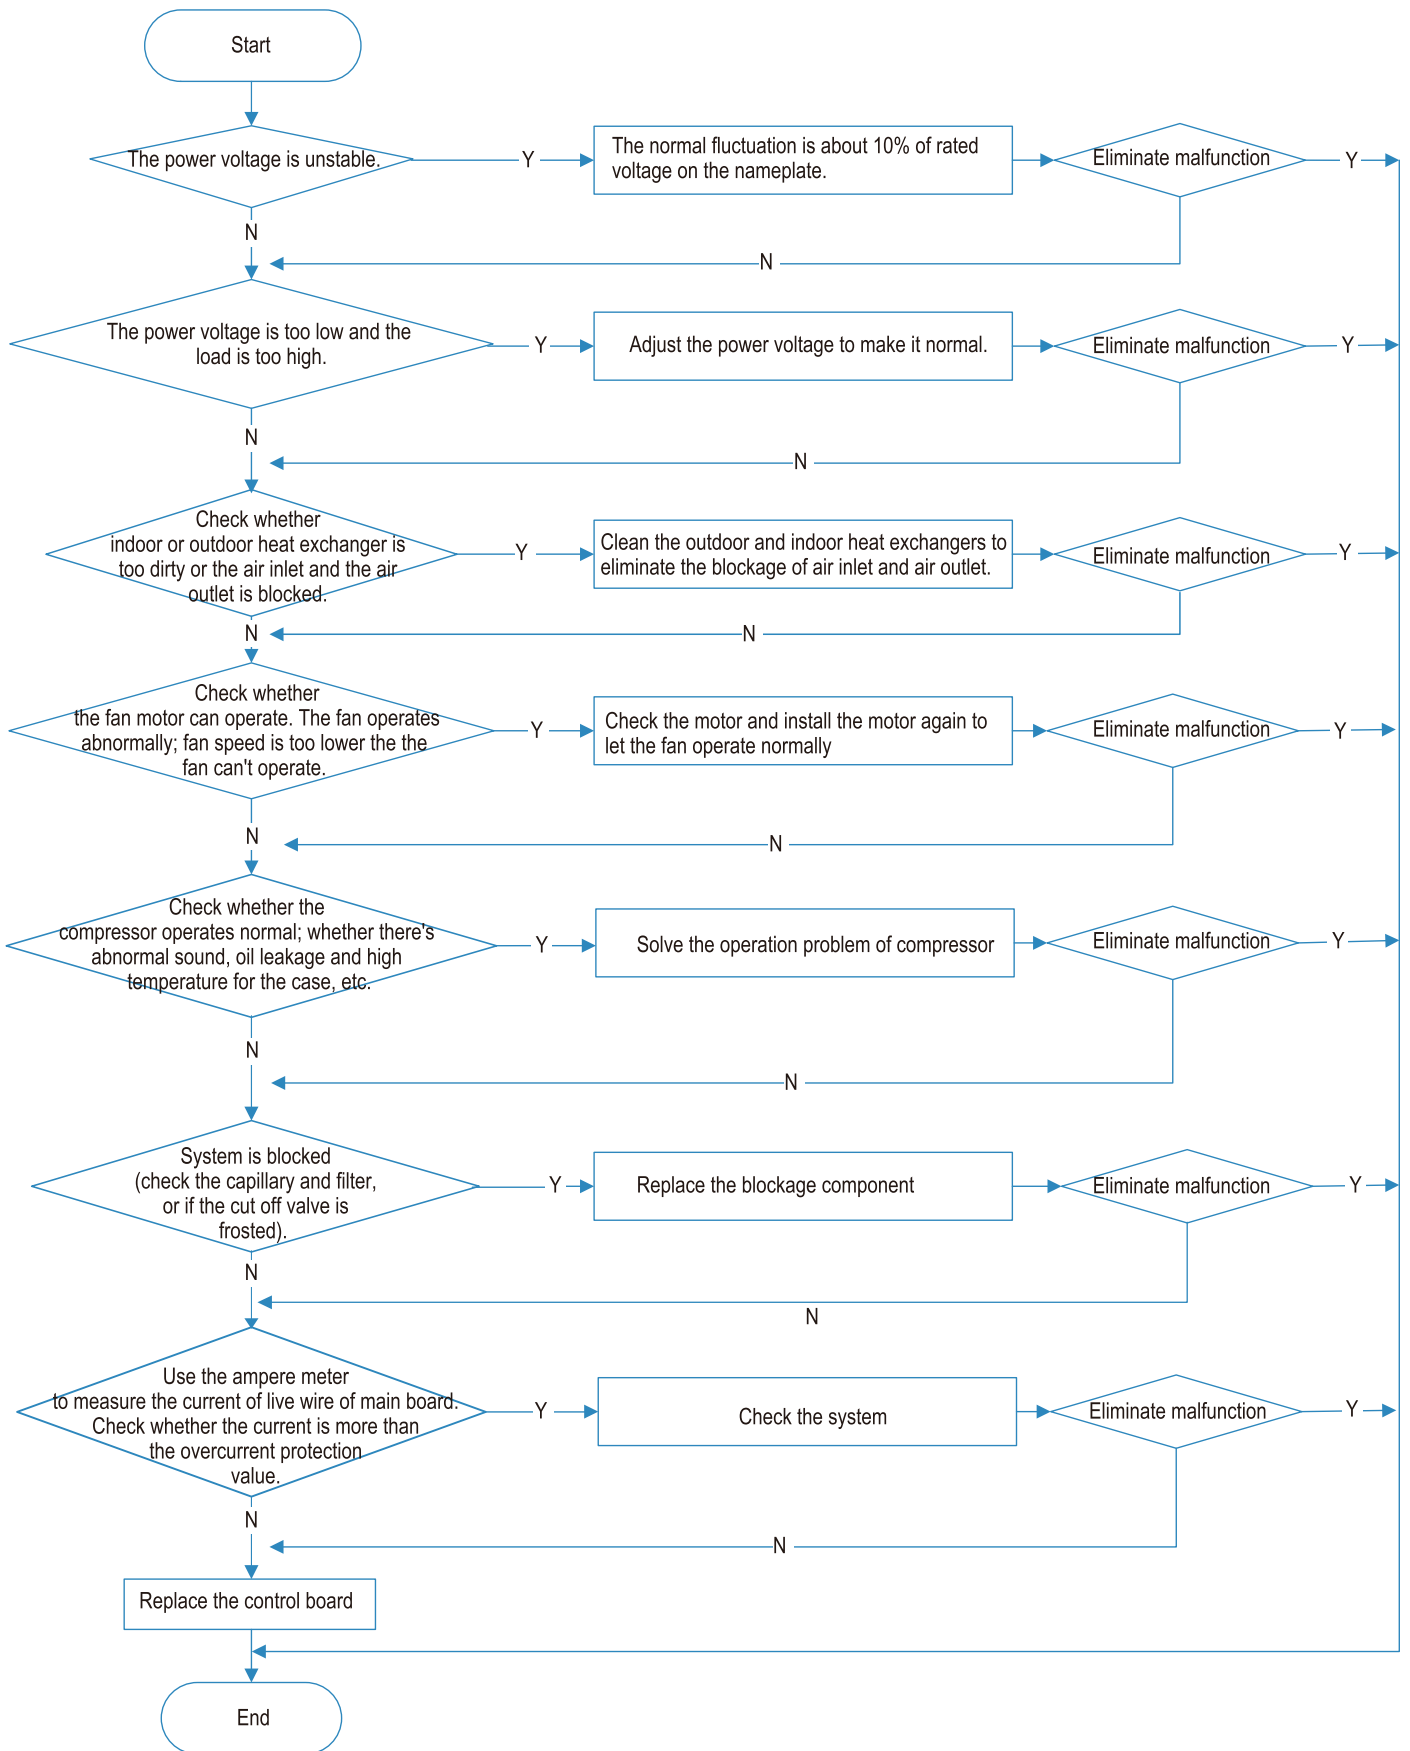 Start
The power voltage is unstable.
Y
The normal fluctuation is about 10% of rated
voltage on the nameplate.
Eliminate malfunction
Y
N
N
The power voltage is too low and the
load is too high.
Y
Adjust the power voltage to make it normal.
Eliminate malfunction
Y
N
N
Check whether
indoor or outdoor heat exchanger is
too dirty or the air inlet and the air
outlet is blocked.
Y
Clean the outdoor and indoor heat exchangers to
eliminate the blockage of air inlet and air outlet.
Eliminate malfunction
Y
N
N
Check whether
the fan motor can operate. The fan operates
abnormally; fan speed is too lower the the
fan can't operate.
Y
Check the motor and install the motor again to
let the fan operate normally
Eliminate malfunction
Y
N
N
Check whether the
compressor operates normal; whether there's
abnormal sound, oil leakage and high
temperature for the case, etc.
Y
Solve the operation problem of compressor
Eliminate malfunction
Y
N
N
System is blocked
(check the capillary and filter,
or if the cut off valve is
frosted).
Y
Replace the blockage component
Eliminate malfunction
Y
N
N
Use the ampere meter
to measure the current of live wire of main board.
Check whether the current is more than
the overcurrent protection
value.
Y
Check the system
Eliminate malfunction
Y
N
N
Replace the control board
End